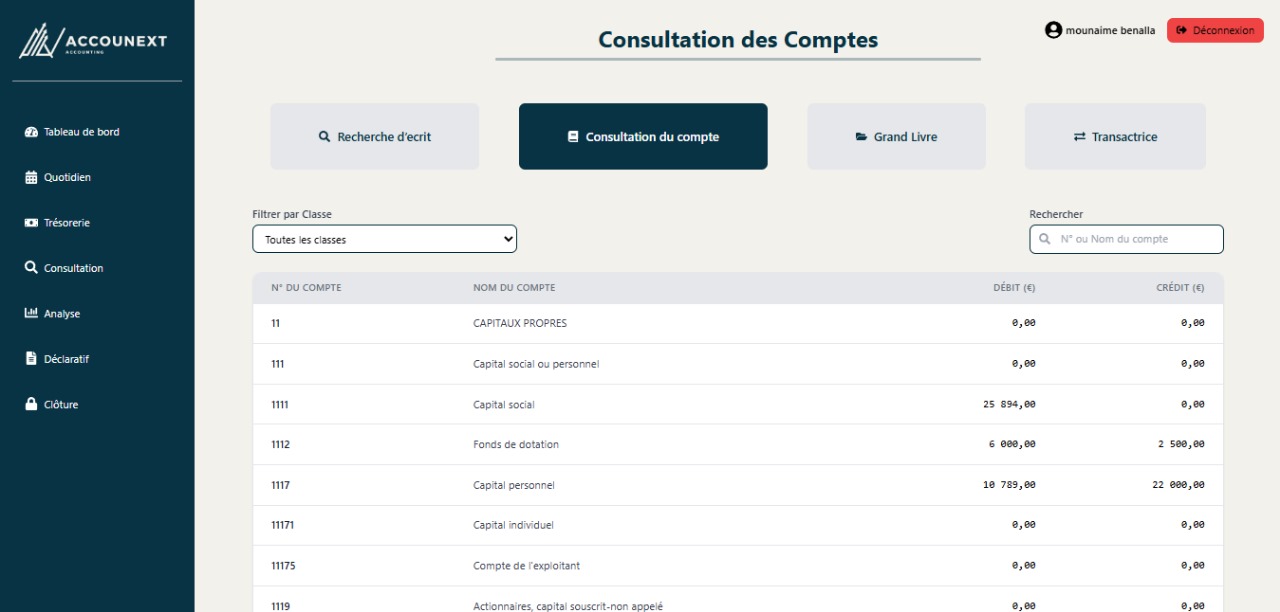 ACCOUNEXT
ACCOUNTING
Tableau de bord
Quotidien
Trésorerie
Consultation
Analyse
Déclaratif
Clôture
Consultation des Comptes
mounaime benalla
Déconnexion
Recherche d'ecrit
Consultation du compte
Grand Livre
Transactrice
Filtrer par Classe
Toutes les classes
Rechercher
N° ou Nom du compte
N° DU COMPTE NOM DU COMPTE DÉBIT (€) CRÉDIT (€)
11 CAPITAUX PROPRES 0,00 0,00
111 Capital social ou personnel 0,00 0,00
1111 Capital social 25 894,00 0,00
1112 Fonds de dotation 6 000,00 2 500,00
1117 Capital personnel 10 789,00 22 000,00
11171 Capital individuel 0,00 0,00
11175 Compte de l'exploitant 0,00 0,00
1119 Actionnaires, capital souscrit-non appelé 0,00 0,00